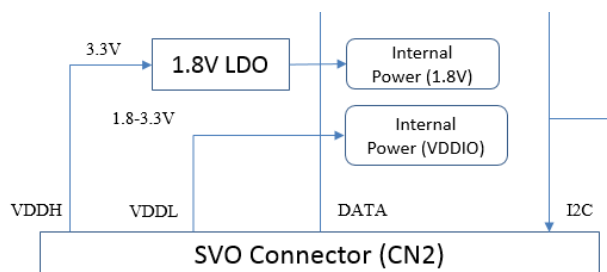 3.3V
1.8V LDO
Internal
Power (1.8V)
1.8-3.3V
Internal
Power (VDDIO)
VDDH
VDDL
DATA
I2C
SVO Connector (CN2)